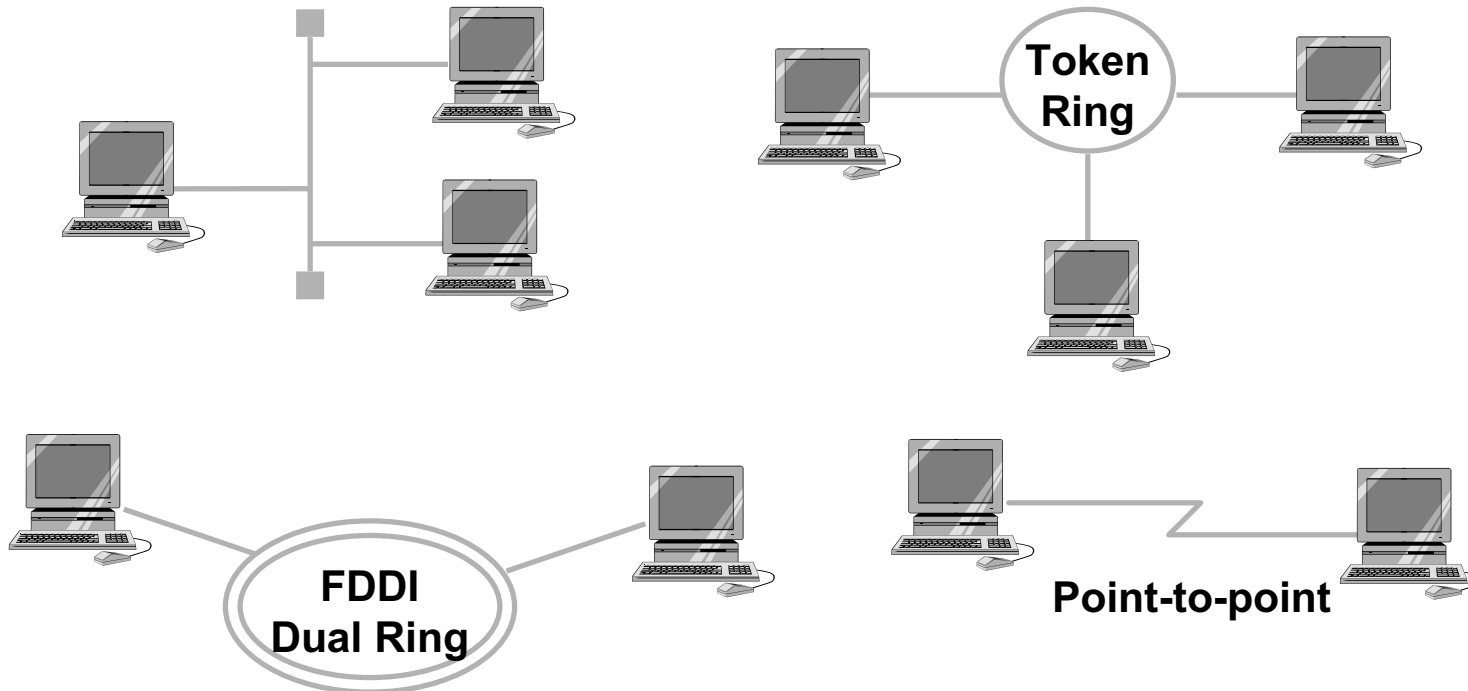 Token
Ring
FDDI
Dual Ring
Point-to-point